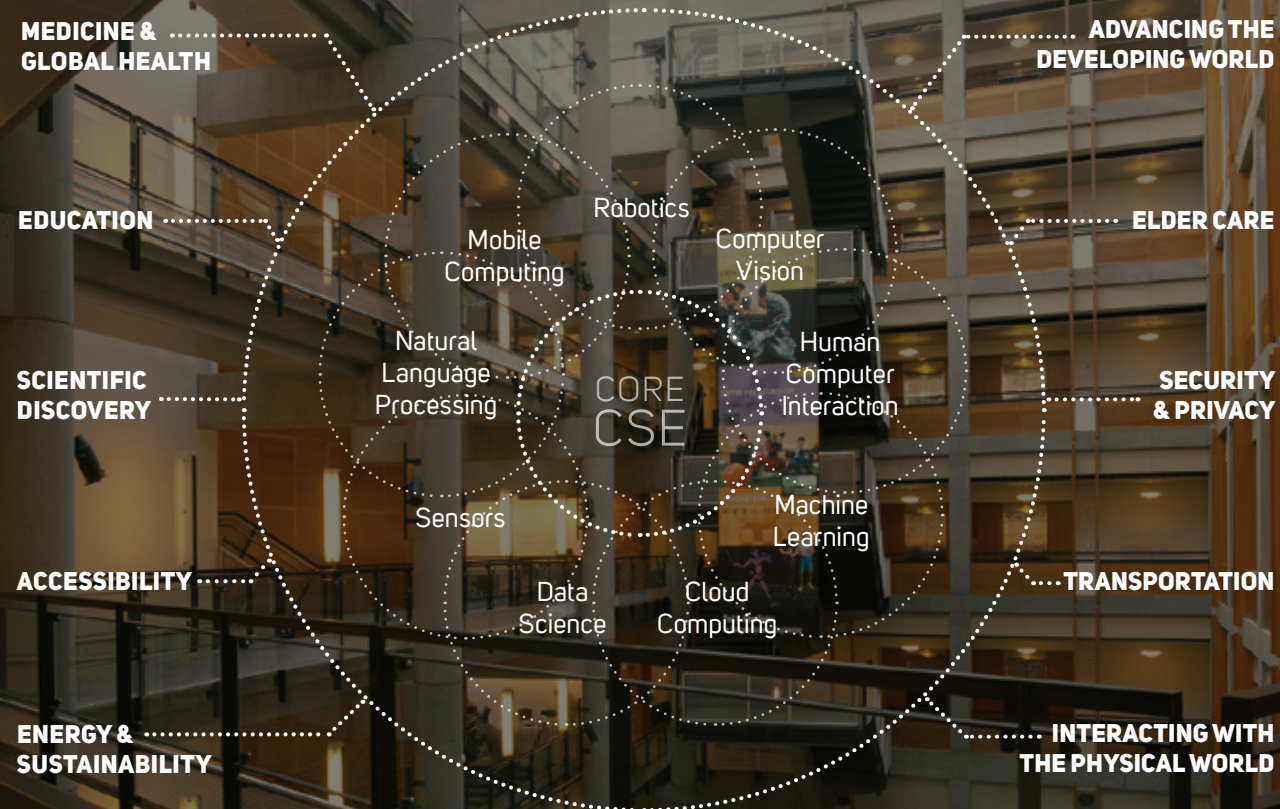 MEDICINE &
GLOBAL HEALTH
ADVANCING THE
DEVELOPING WORLD
EDUCATION
ELDER CARE
SCIENTIFIC
DISCOVERY
SECURITY
& PRIVACY
ACCESSIBILITY
TRANSPORTATION
ENERGY &
SUSTAINABILITY
INTERACTING WITH
THE PHYSICAL WORLD
Robotics
Mobile
Computing
Computer
Vision
Natural
Language
Processing
Human
Computer
Interaction
CORE
CSE
Sensors
Machine
Learning
Data
Science
Cloud
Computing